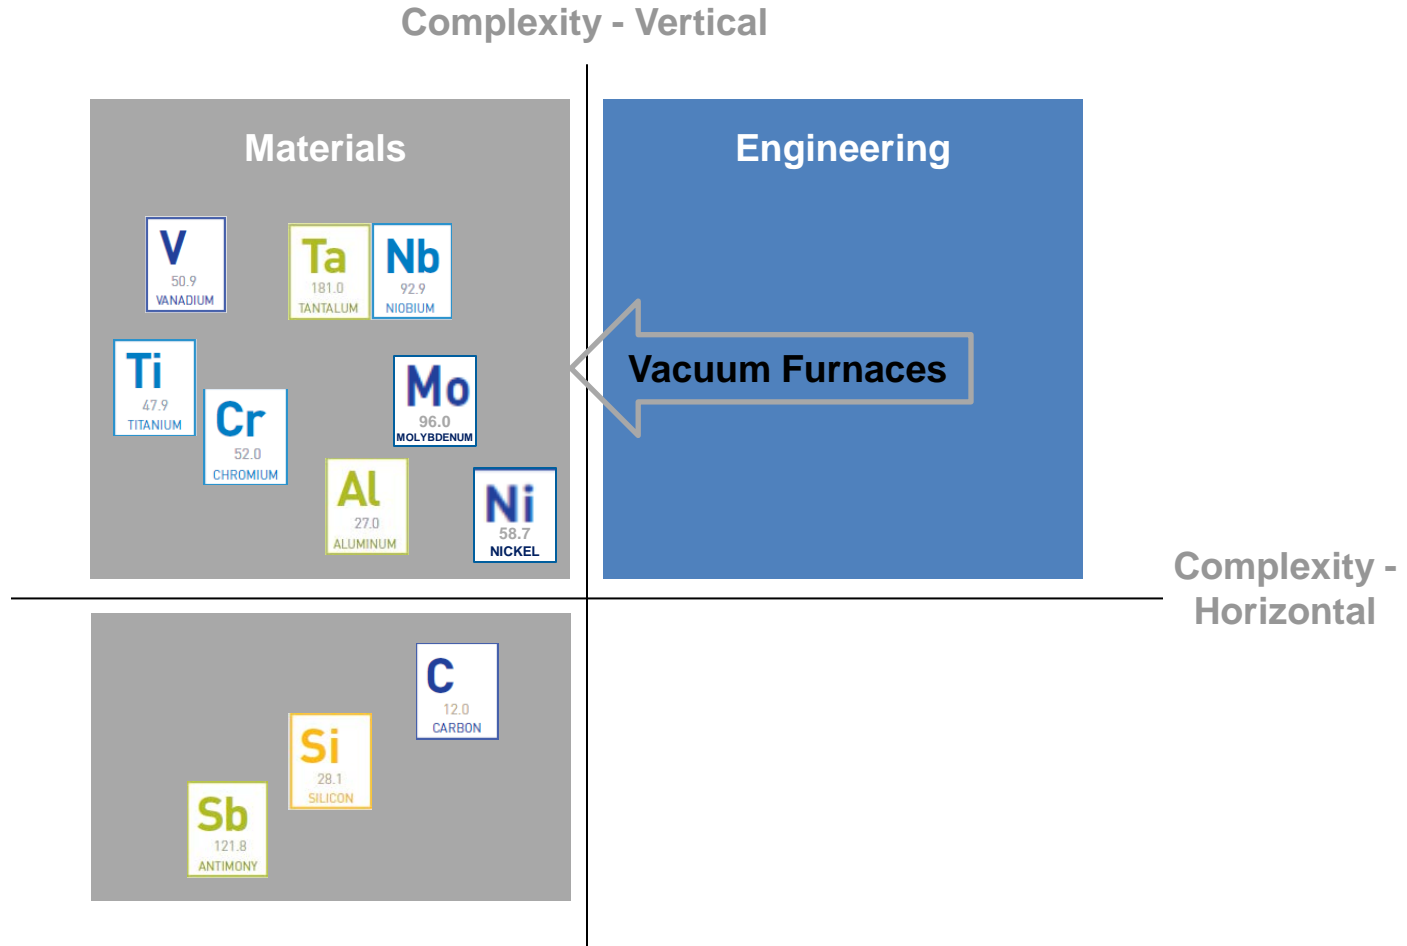 Complexity - Vertical
Materials
Engineering
V
50.9
VANADIUM
Ta
181.0
TANTALUM
Nb
92.9
NIOBIUM
Ti
47.9
TITANIUM
Cr
52.0
CHROMIUM
Mo
96.0
MOLYBDENUM
Vacuum Furnaces
Al
27.0
ALUMINUM
Ni
58.7
NICKEL
Complexity -
Horizontal
C
12.0
CARBON
Si
28.1
SILICON
Sb
121.8
ANTIMONY